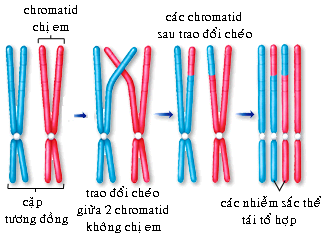 chromatid
chị em
các chromatid
sau trao đổi chéo
cặp
tương đồng
trao đổi chéo
giữa 2 chromatid
không chị em
các nhiễm sắc thể
tái tổ hợp